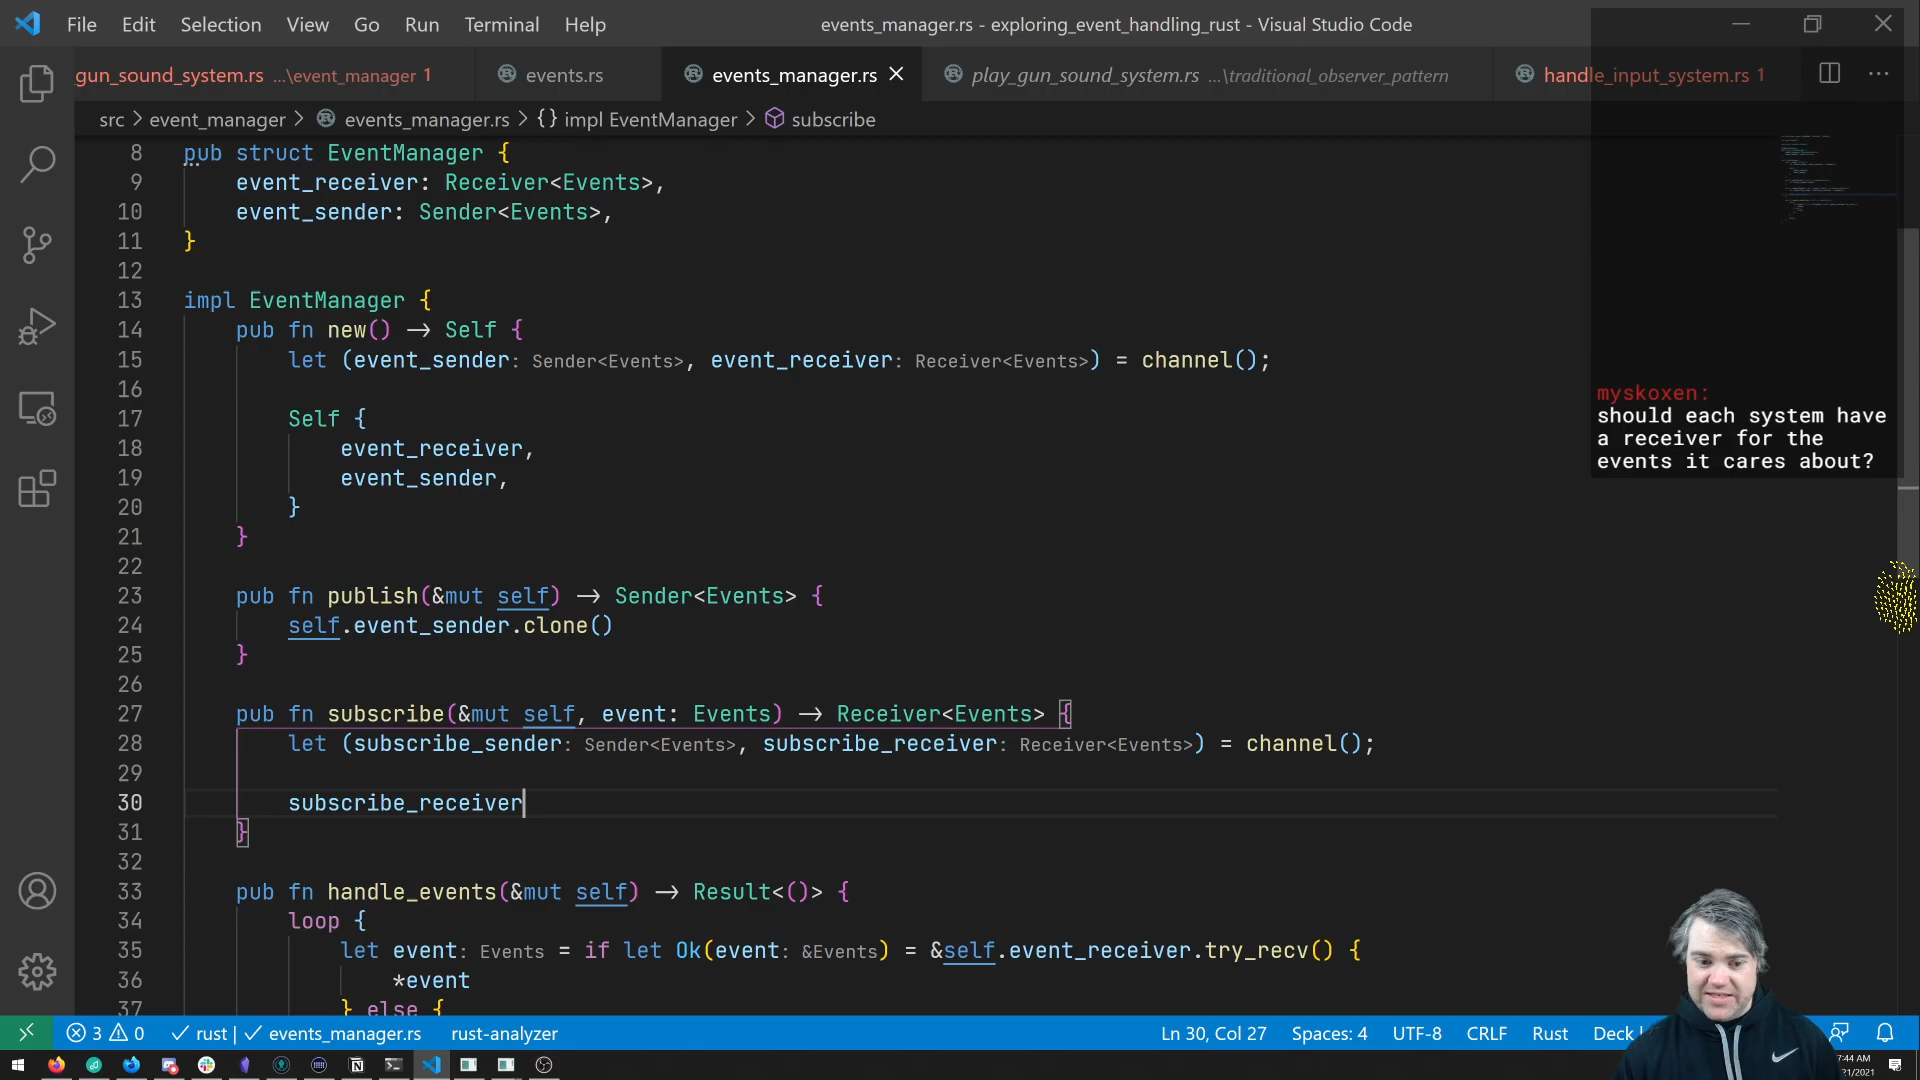 File Edit Selection View Go Run Terminal Help
events_manager.rs - exploring_event_handling_rust - Visual Studio Code
gun_sound_system.rs ...\event_manager 1
events.rs
events_manager.rs
play_gun_sound_system.rs ...\traditional_observer_pattern
handle_input_system.rs 1
src > event_manager > events_manager.rs > {} impl EventManager > subscribe
8 pub struct EventManager {
9 event_receiver: Receiver<Events>,
10 event_sender: Sender<Events>,
11 }
12
13 impl EventManager {
14 pub fn new() -> Self {
15 let (event_sender: Sender<Events>, event_receiver: Receiver<Events>) = channel();
16
17 Self {
18 event_receiver,
19 event_sender,
20 }
21 }
22
23 pub fn publish(&mut self) -> Sender<Events> {
24 self.event_sender.clone()
25 }
26
27 pub fn subscribe(&mut self, event: Events) -> Receiver<Events> {
28 let (subscribe_sender: Sender<Events>, subscribe_receiver: Receiver<Events>) = channel();
29
30 subscribe_receiver
31 }
32
33 pub fn handle_events(&mut self) -> Result<()> {
34 loop {
35 let event: Events = if let Ok(event: &Events) = &self.event_receiver.try_recv() {
36 *event
37 } else {
myskoxen:
should each system have
a receiver for the
events it cares about?
3 0 rust | events_manager.rs rust-analyzer
Ln 30, Col 27 Spaces: 4 UTF-8 CRLF Rust Deck
7:44 AM
21/2021